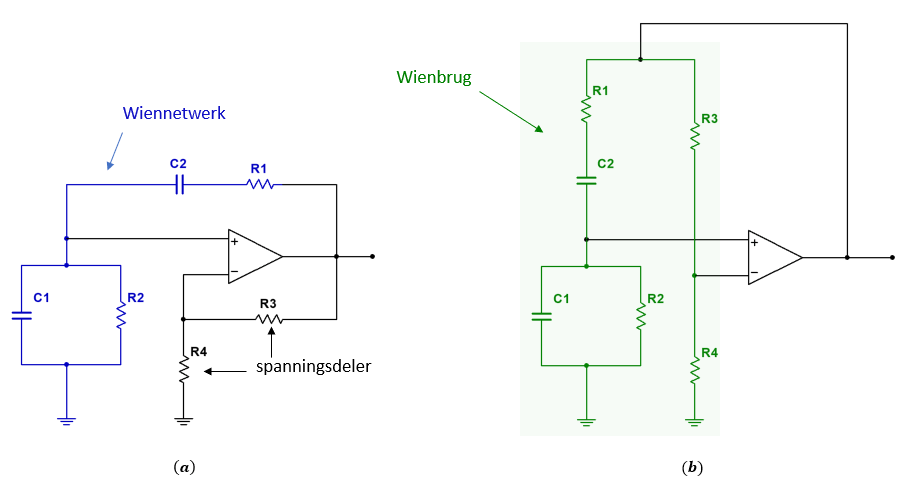 Wiennetwerk
C2
R1
+
−
C1
R2
R3
R4
spanningsdeler
(a)
Wienbrug
R1
R3
C2
+
−
C1
R2
R4
(b)